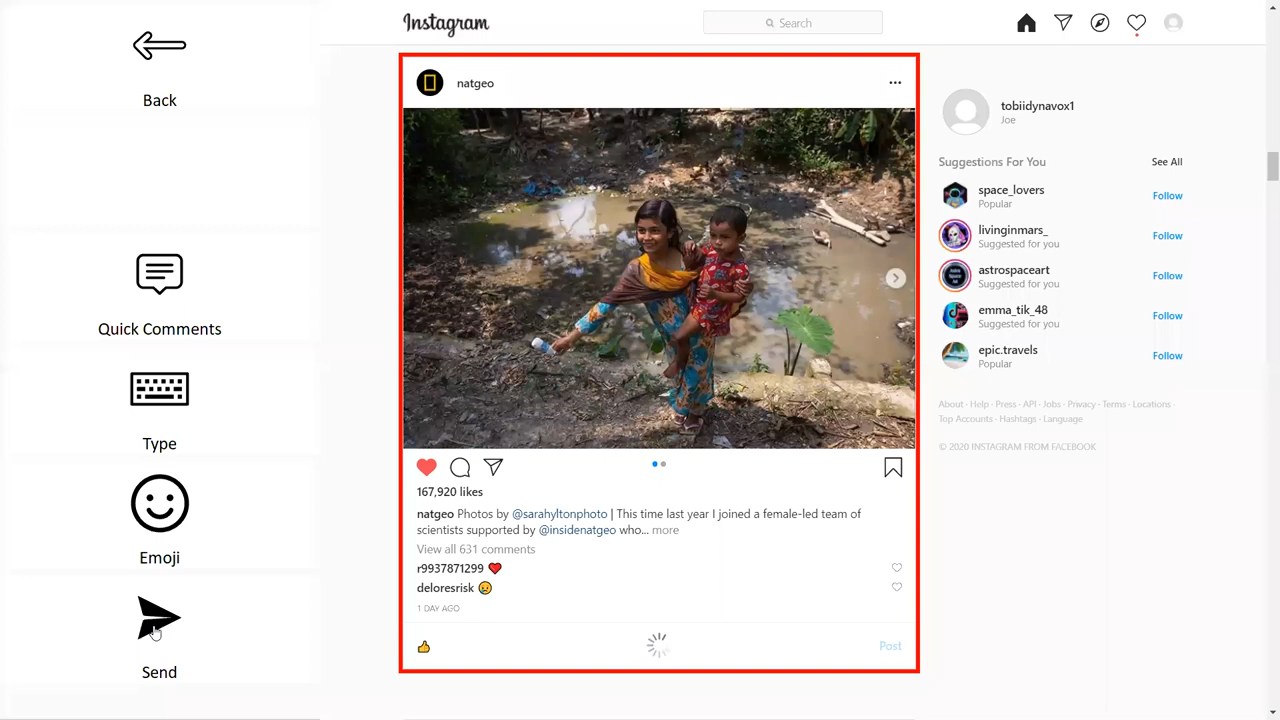 Back
Quick Comments
Type
Emoji
Send
Instagram
Search
natgeo
167,920 likes
natgeo Photos by @sarahyltonphoto | This time last year I joined a female-led team of
scientists supported by @insidenatgeo who... more
View all 631 comments
r9937871299 ❤️
deloresrisk 😢
1 DAY AGO
👍 Post
tobiidynavox1
Joe
Suggestions For You See All
space_lovers
Popular
Follow
livinginmars_
Suggested for you
Follow
astrospaceart
Suggested for you
Follow
emma_tik_48
Suggested for you
Follow
epic.travels
Popular
Follow
About · Help · Press · API · Jobs · Privacy · Terms · Locations ·
Top Accounts · Hashtags · Language
© 2020 INSTAGRAM FROM FACEBOOK